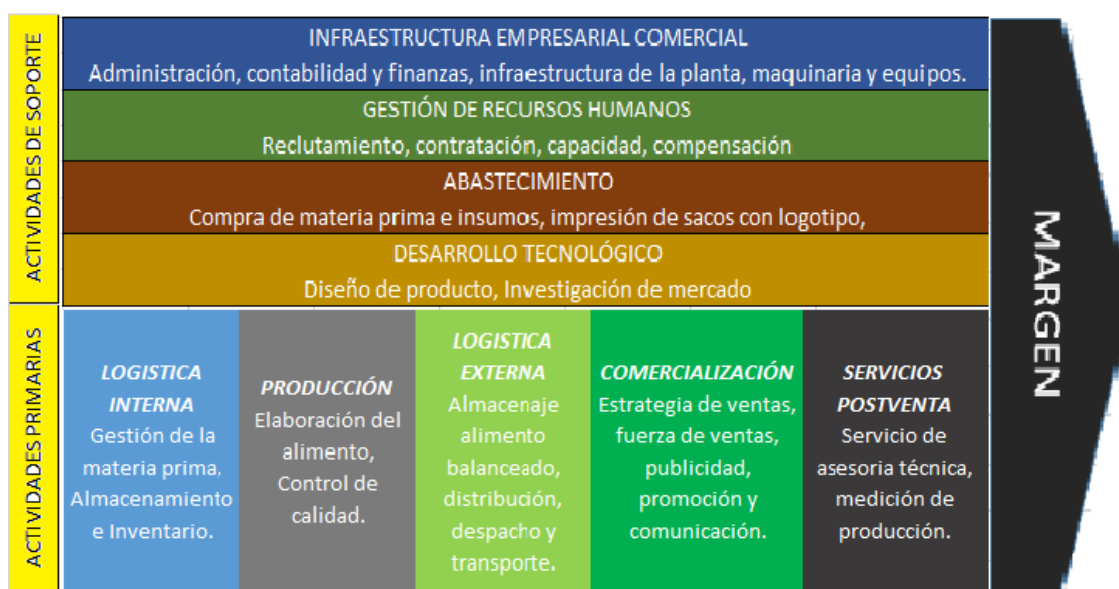 ACTIVIDADES DE SOPORTE
INFRAESTRUCTURA EMPRESARIAL COMERCIAL
Administración, contabilidad y finanzas, infraestructura de la planta, maquinaria y equipos.
GESTIÓN DE RECURSOS HUMANOS
Reclutamiento, contratación, capacidad, compensación
ABASTECIMIENTO
Compra de materia prima e insumos, impresión de sacos con logotipo,
DESARROLLO TECNOLÓGICO
Diseño de producto, Investigación de mercado
ACTIVIDADES PRIMARIAS
LOGISTICA
INTERNA
Gestión de la
materia prima,
Almacenamiento
e Inventario.
PRODUCCIÓN
Elaboración del
alimento,
Control de
calidad.
LOGISTICA
EXTERNA
Almacenaje
alimento
balanceado,
distribución,
despacho y
transporte.
COMERCIALIZACIÓN
Estrategia de ventas,
fuerza de ventas,
publicidad,
promoción y
comunicación.
SERVICIOS
POSTVENTA
Servicio de
asesoria técnica,
medición de
producción.
MARGEN